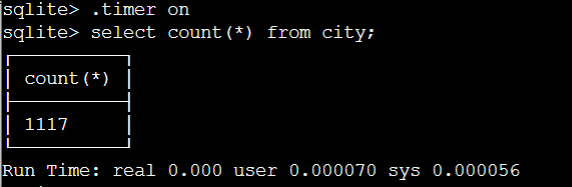 sqlite> .timer on
sqlite> select count(*) from city;
count(*)
1117
Run Time: real 0.000 user 0.000070 sys 0.000056